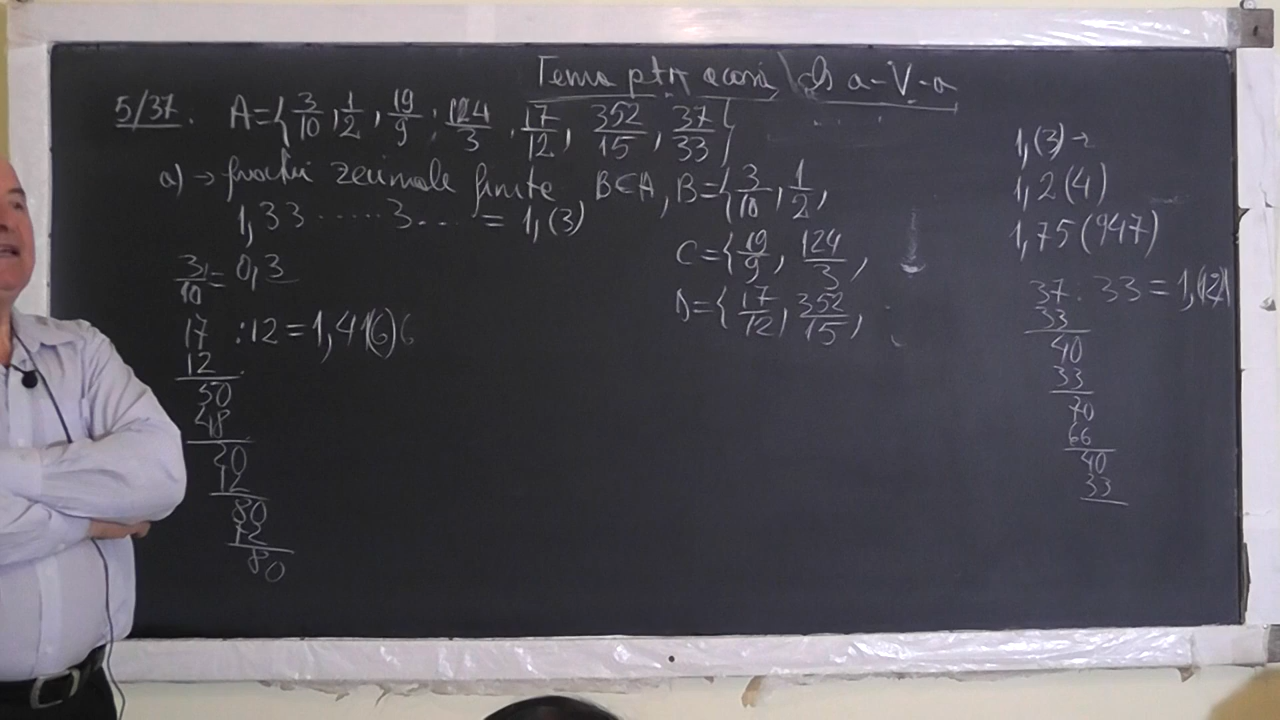 Tema ptr acasă cls a-V-a
5/37. A={3/10, 1/2, 19/9, 124/3, 17/12, 352/15, 37/33}
a) → fracții zecimale finite B⊂A, B={3/10, 1/2,
1,33.....3.... = 1,(3)
C={19/9, 124/3,
D={17/12, 352/15,
3/10 = 0,3
17 :12 = 1,41(6)6
12
50
48
20
12
80
72
80
1,(3) →
1,2(4)
1,75(947)
37 : 33 = 1,(12)
33
40
33
70
66
40
33